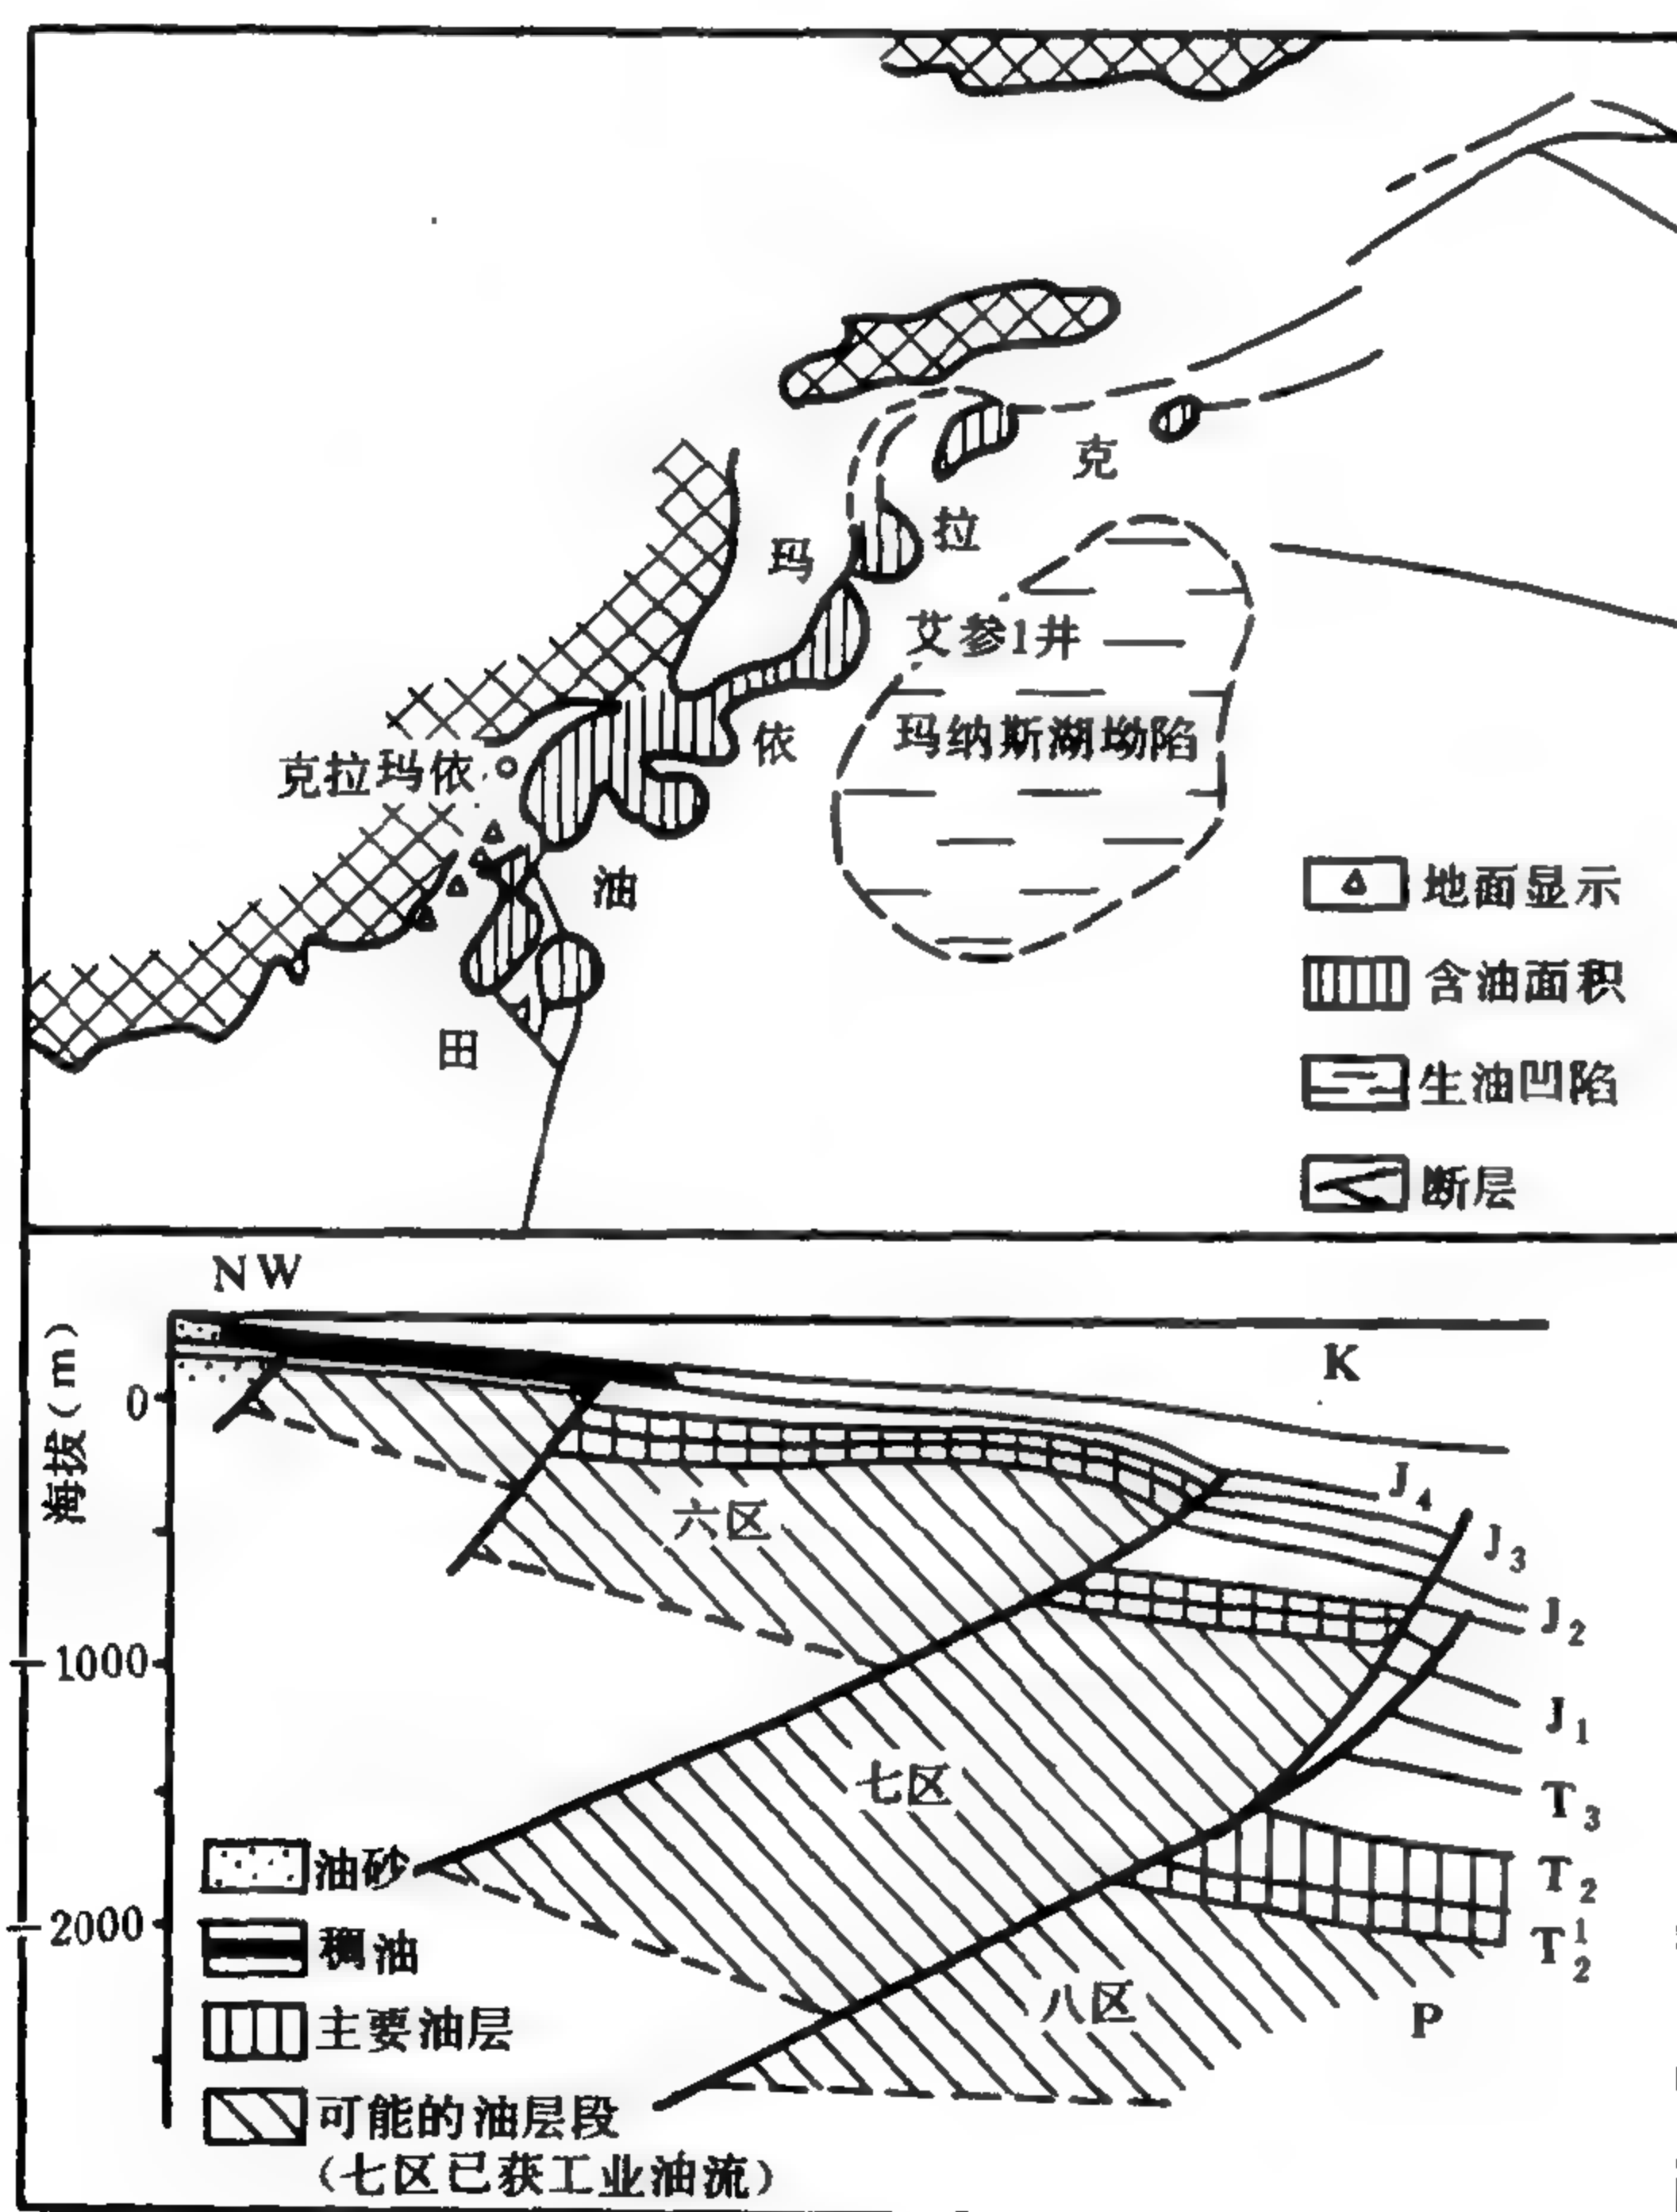 克
拉
玛
依
油
田
艾参1井
玛纳斯湖坳陷
克拉玛依
地面显示
含油面积
生油凹陷
断层
NW
海拔(m)
0
1000
2000
K
J4
J3
J2
J1
T3
T2
T2^1
P
六区
七区
八区
油砂
稠油
主要油层
可能的油层段
(七区已获工业油流)